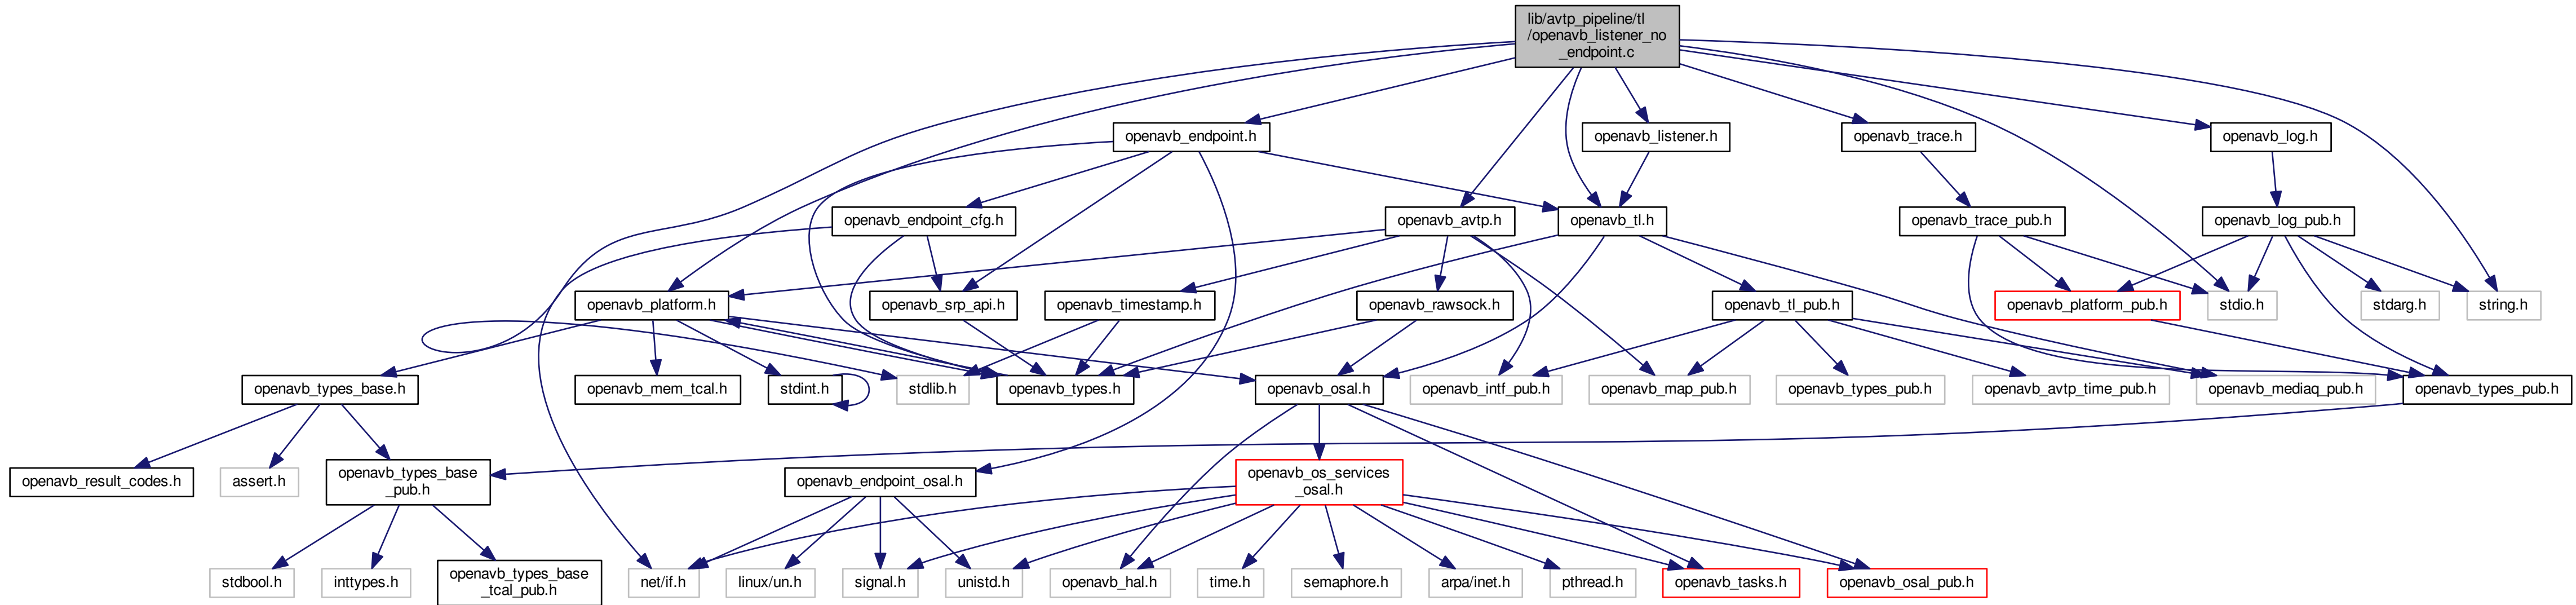 lib/avtp_pipeline/tl
/openavb_listener_no
_endpoint.c
openavb_endpoint.h
openavb_listener.h
openavb_trace.h
openavb_log.h
openavb_endpoint_cfg.h
openavb_avtp.h
openavb_tl.h
openavb_trace_pub.h
openavb_log_pub.h
openavb_platform.h
openavb_srp_api.h
openavb_timestamp.h
openavb_rawsock.h
openavb_tl_pub.h
openavb_platform_pub.h
stdio.h
stdarg.h
string.h
openavb_types_base.h
openavb_mem_tcal.h
stdint.h
stdlib.h
openavb_types.h
openavb_osal.h
openavb_intf_pub.h
openavb_map_pub.h
openavb_types_pub.h
openavb_avtp_time_pub.h
openavb_mediaq_pub.h
openavb_types_pub.h
openavb_result_codes.h
assert.h
openavb_types_base
_pub.h
openavb_endpoint_osal.h
openavb_os_services
_osal.h
stdbool.h
inttypes.h
openavb_types_base
_tcal_pub.h
net/if.h
linux/un.h
signal.h
unistd.h
openavb_hal.h
time.h
semaphore.h
arpa/inet.h
pthread.h
openavb_tasks.h
openavb_osal_pub.h